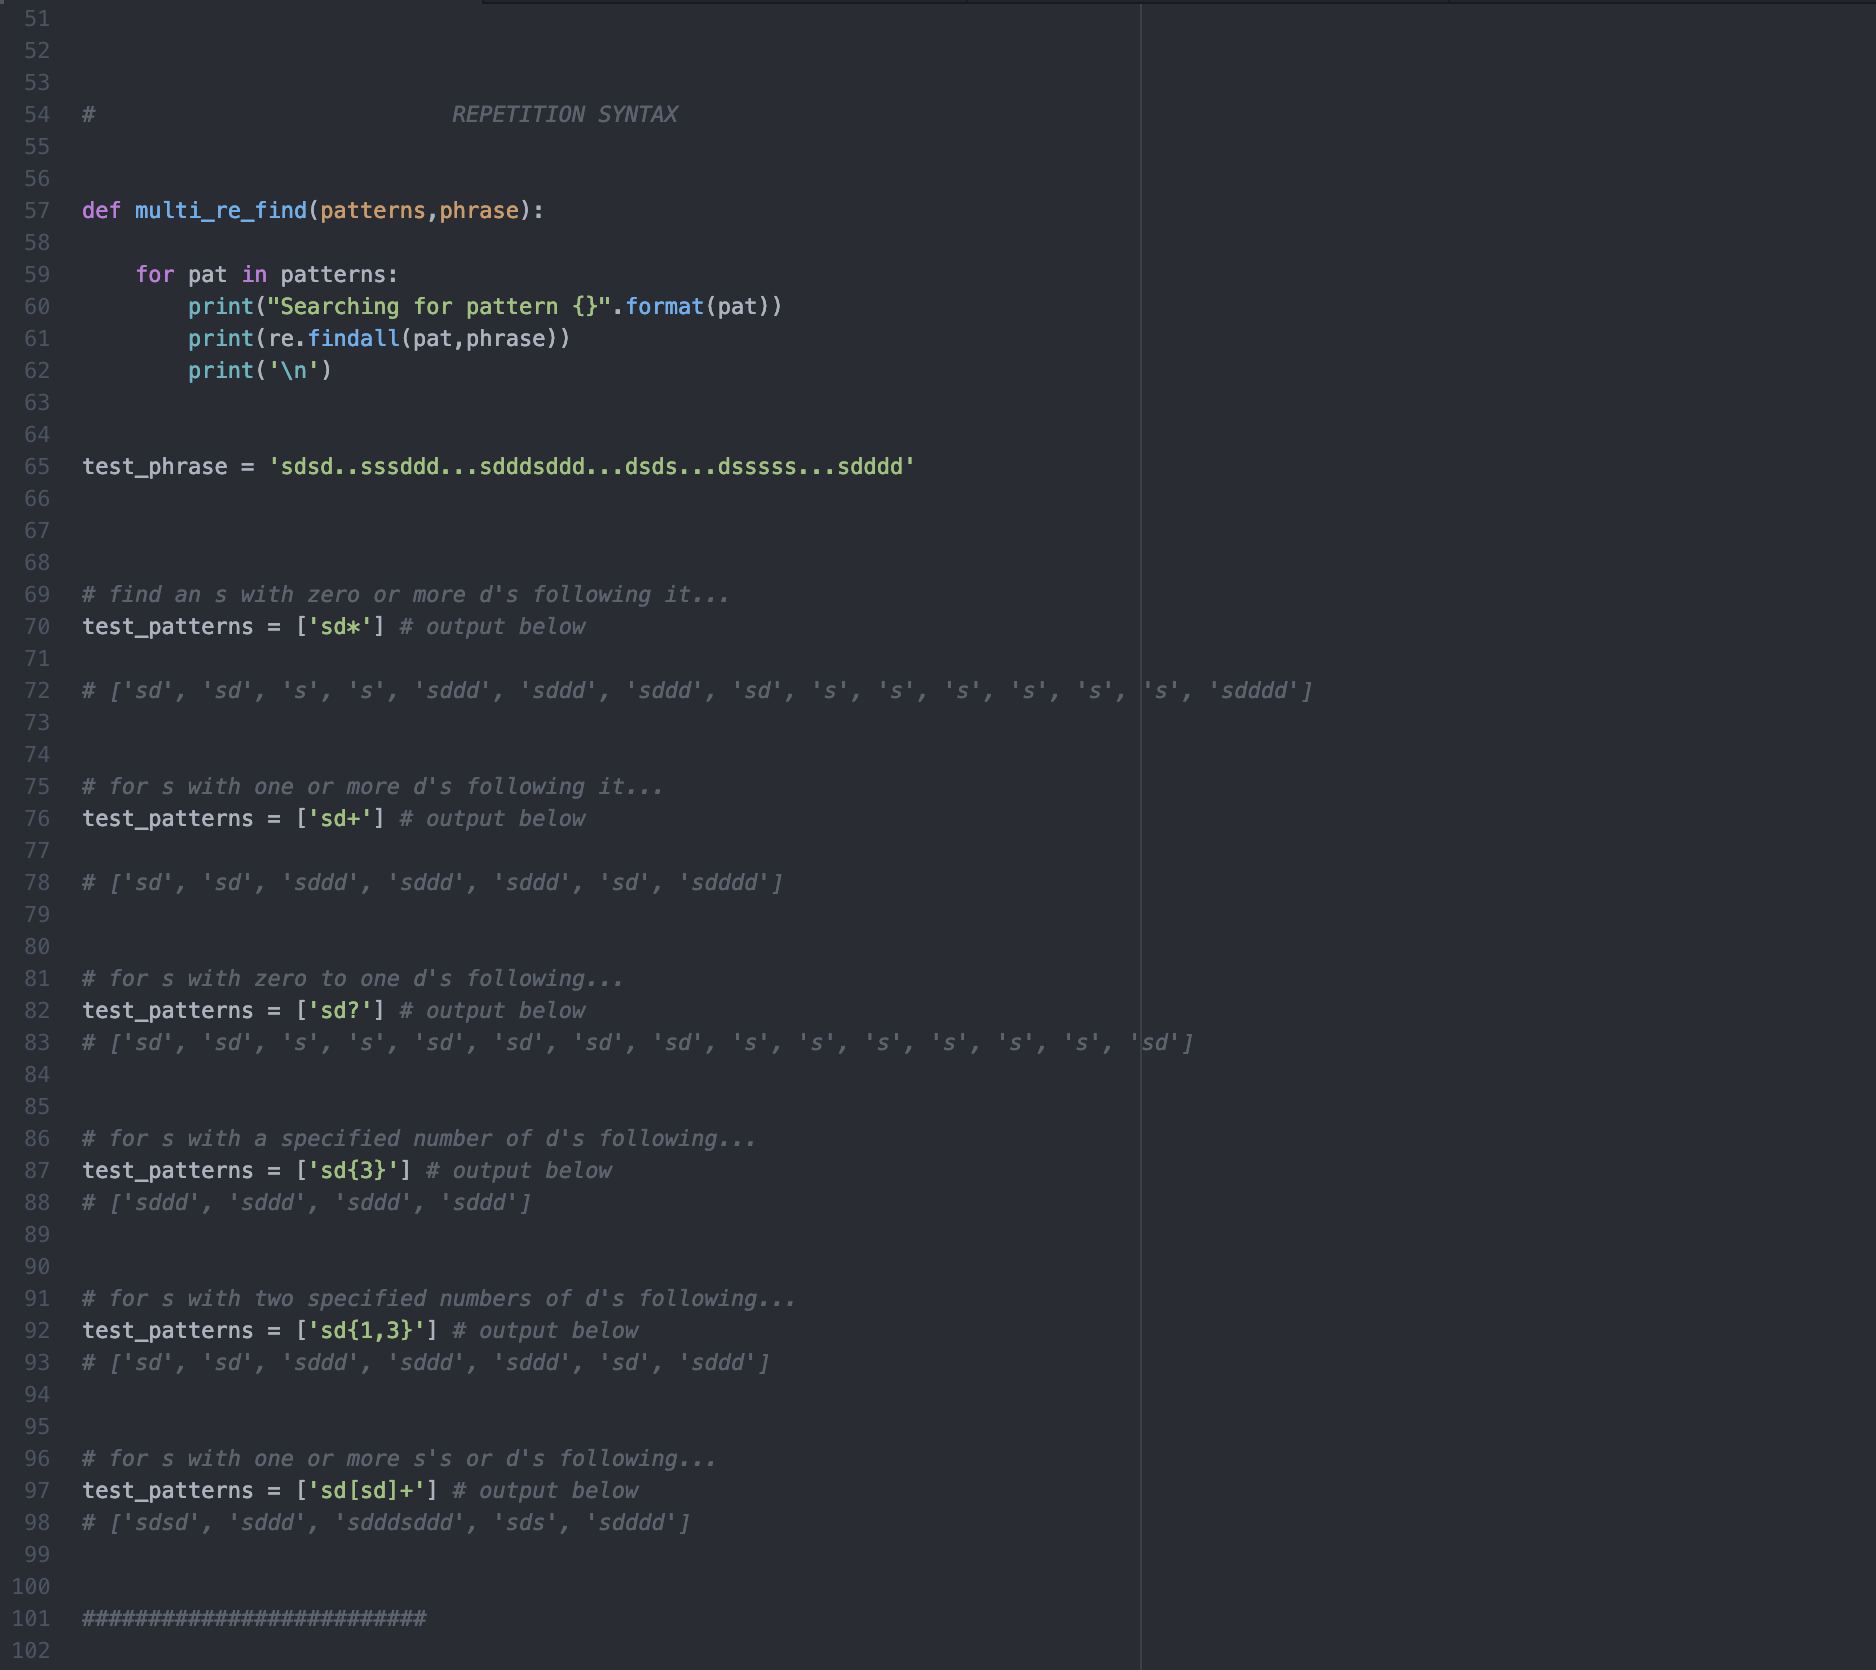 51
52
53
54 # REPETITION SYNTAX
55
56
57 def multi_re_find(patterns,phrase):
58
59     for pat in patterns:
60         print("Searching for pattern {}".format(pat))
61         print(re.findall(pat,phrase))
62         print('\n')
63
64
65 test_phrase = 'sdsd..sssddd...sdddsddd...dsds...dsssss...sdddd'
66
67
68
69 # find an s with zero or more d's following it...
70 test_patterns = ['sd*'] # output below
71
72 # ['sd', 'sd', 's', 's', 'sddd', 'sddd', 'sddd', 'sd', 's', 's', 's', 's', 's', 's', 'sdddd']
73
74
75 # for s with one or more d's following it...
76 test_patterns = ['sd+'] # output below
77
78 # ['sd', 'sd', 'sddd', 'sddd', 'sddd', 'sd', 'sdddd']
79
80
81 # for s with zero to one d's following...
82 test_patterns = ['sd?'] # output below
83 # ['sd', 'sd', 's', 's', 'sd', 'sd', 'sd', 'sd', 's', 's', 's', 's', 's', 's', 'sd']
84
85
86 # for s with a specified number of d's following...
87 test_patterns = ['sd{3}'] # output below
88 # ['sddd', 'sddd', 'sddd', 'sddd']
89
90
91 # for s with two specified numbers of d's following...
92 test_patterns = ['sd{1,3}'] # output below
93 # ['sd', 'sd', 'sddd', 'sddd', 'sddd', 'sd', 'sddd']
94
95
96 # for s with one or more s's or d's following...
97 test_patterns = ['sd[sd]+'] # output below
98 # ['sdsd', 'sddd', 'sdddsddd', 'sds', 'sdddd']
99
100
101 ##########################
102